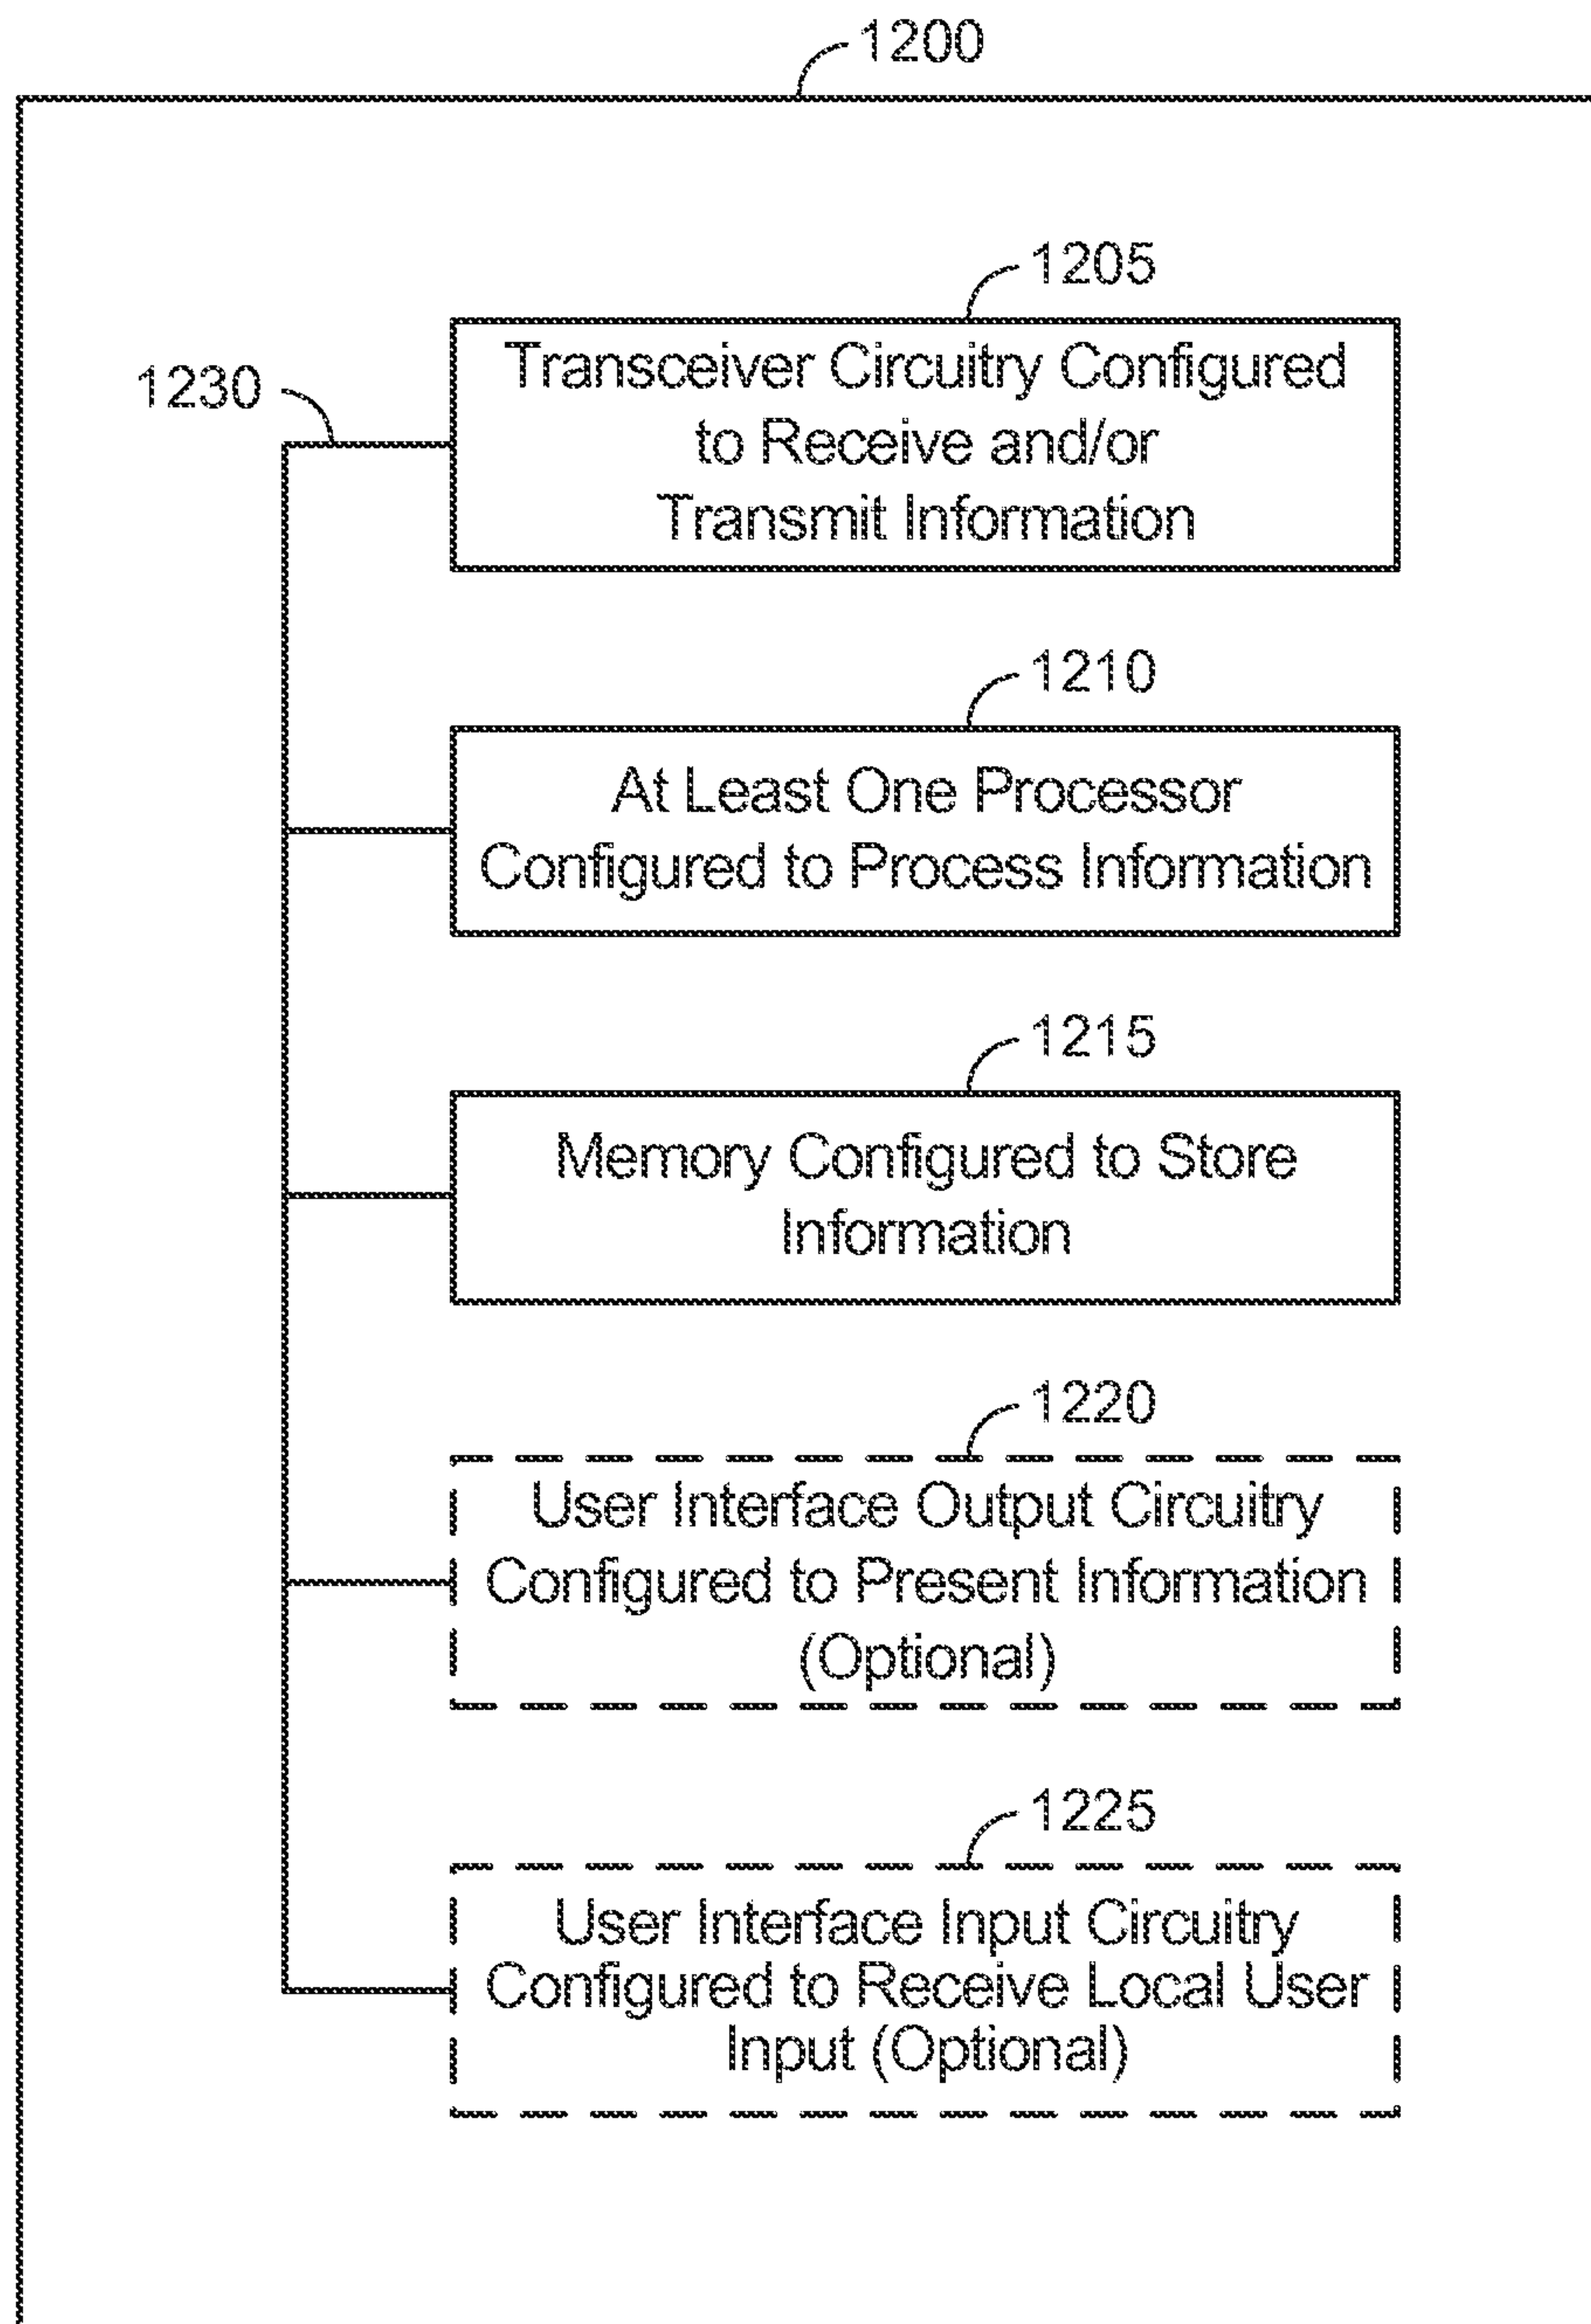 1200
1205
1230
Transceiver Circuitry Configured
to Receive and/or
Transmit Information
1210
At Least One Processor
Configured to Process Information
1215
Memory Configured to Store
Information
1220
User Interface Output Circuitry
Configured to Present Information
(Optional)
1225
User Interface Input Circuitry
Configured to Receive Local User
Input (Optional)